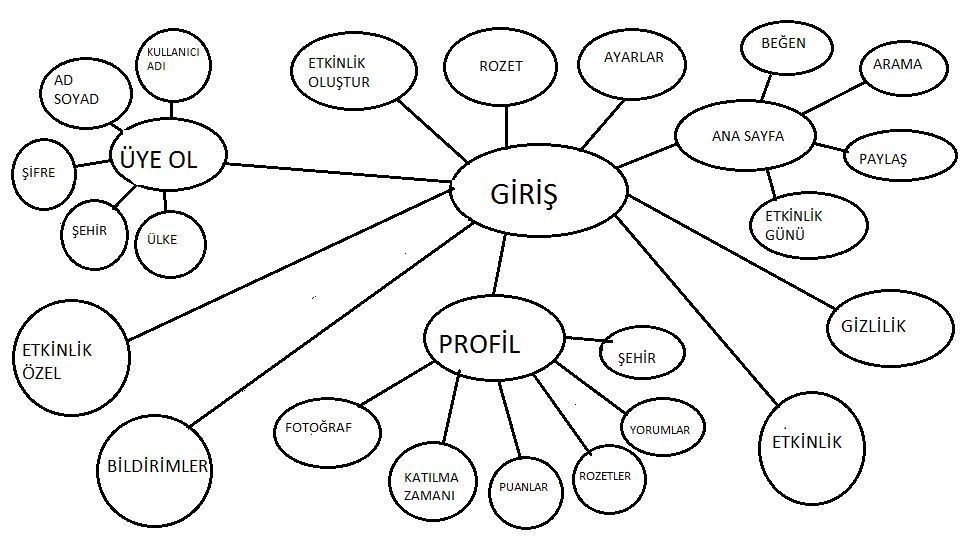 KULLANICI
ADI
AD
SOYAD
ŞİFRE
ÜYE OL
ŞEHİR
ÜLKE
ETKİNLİK
OLUŞTUR
ROZET
AYARLAR
BEĞEN
ARAMA
ANA SAYFA
PAYLAŞ
ETKİNLİK
GÜNÜ
GİRİŞ
ETKİNLİK
ÖZEL
BİLDİRİMLER
PROFİL
ŞEHİR
FOTOĞRAF
KATILMA
ZAMANI
PUANLAR
ROZETLER
YORUMLAR
GİZLİLİK
ETKİNLİK